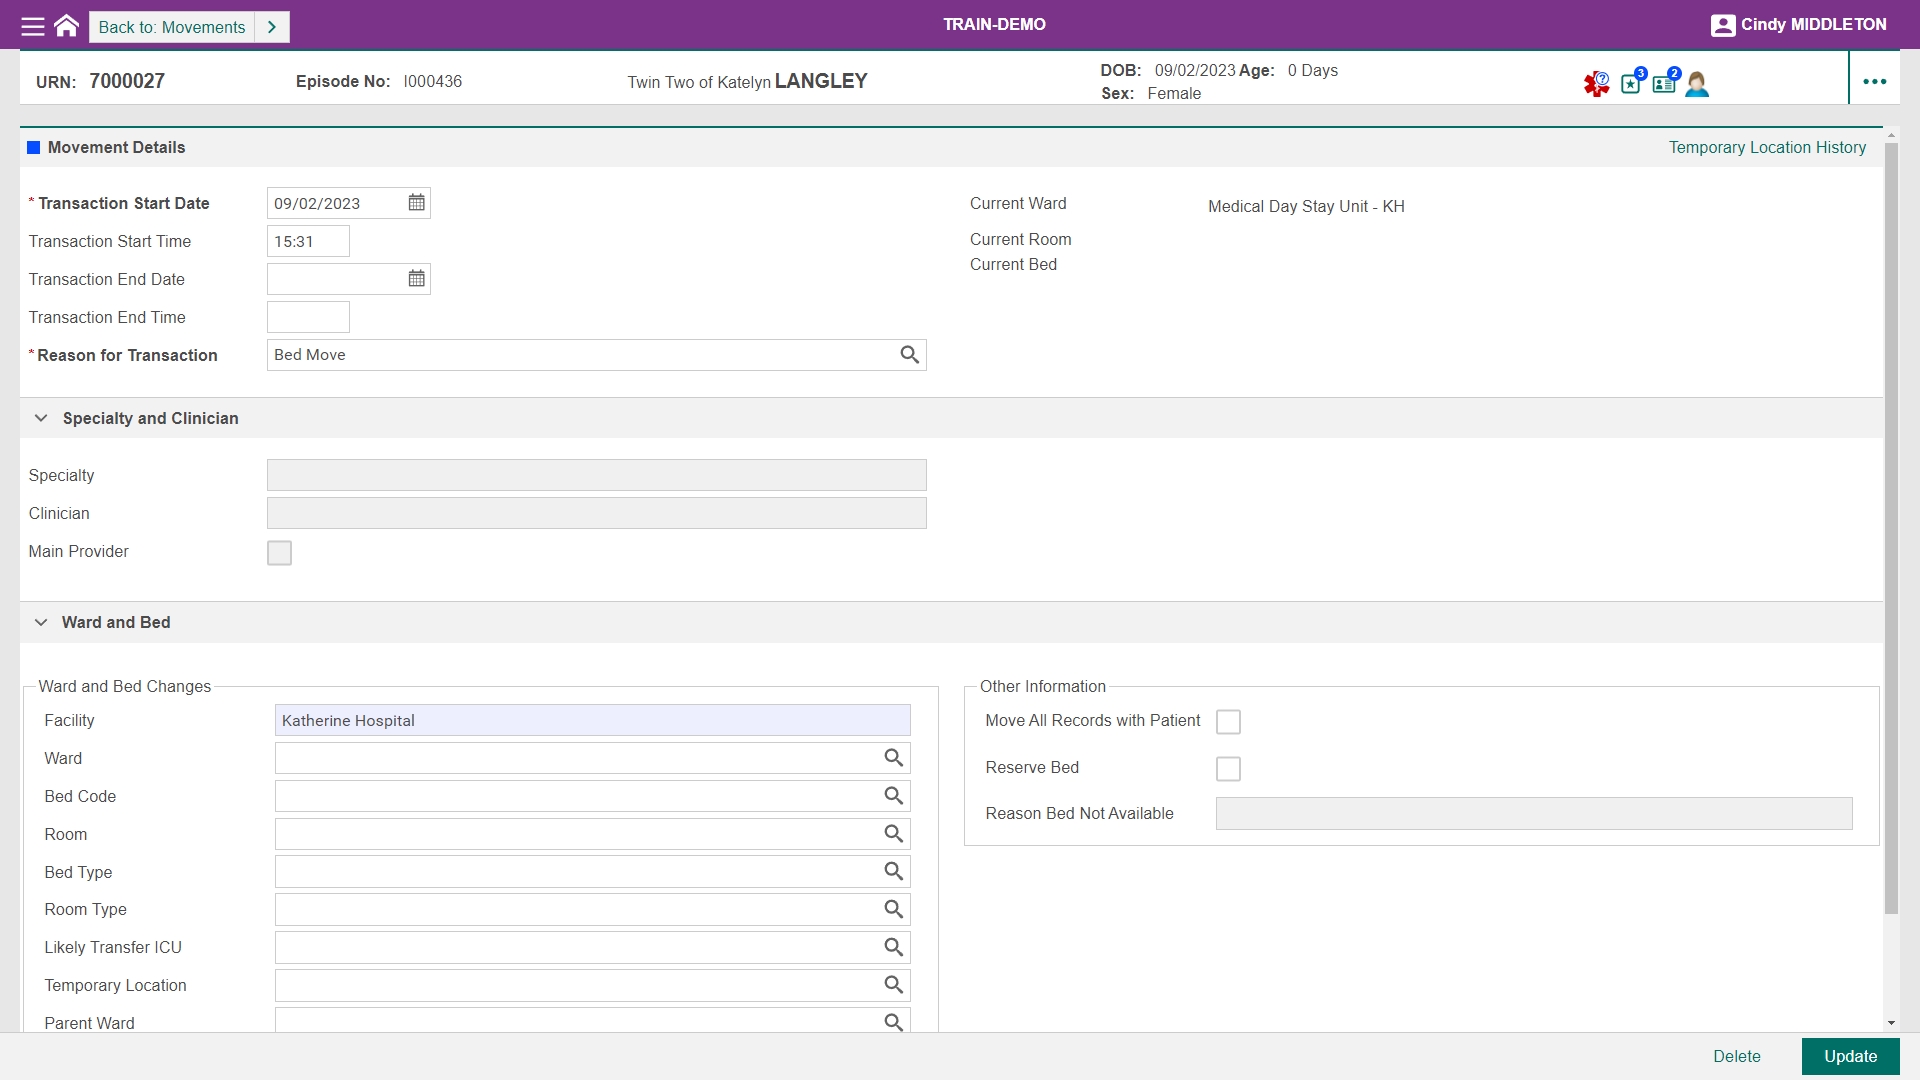 Back to: Movements
TRAIN-DEMO
Cindy MIDDLETON
URN: 7000027
Episode No: I000436
Twin Two of Katelyn LANGLEY
DOB: 09/02/2023 Age: 0 Days
Sex: Female
?
3
2
Movement Details
Temporary Location History
* Transaction Start Date 09/02/2023
Current Ward Medical Day Stay Unit - KH
Transaction Start Time 15:31
Current Room
Current Bed
Transaction End Date
Transaction End Time
* Reason for Transaction Bed Move
Specialty and Clinician
Specialty
Clinician
Main Provider
Ward and Bed
Ward and Bed Changes
Facility Katherine Hospital
Ward
Bed Code
Room
Bed Type
Room Type
Likely Transfer ICU
Temporary Location
Parent Ward
Other Information
Move All Records with Patient
Reserve Bed
Reason Bed Not Available
Delete
Update